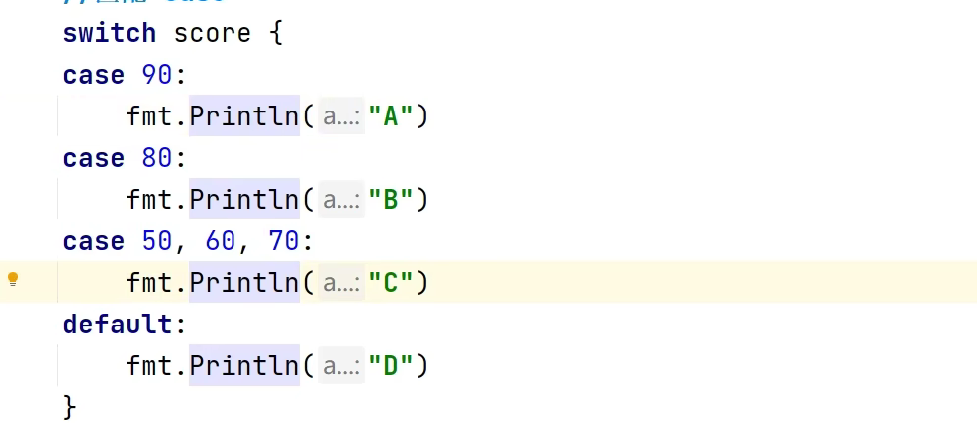 switch score {
case 90:
fmt.Println(a...: "A")
case 80:
fmt.Println(a...: "B")
case 50, 60, 70:
fmt.Println(a...: "C")
default:
fmt.Println(a...: "D")
}